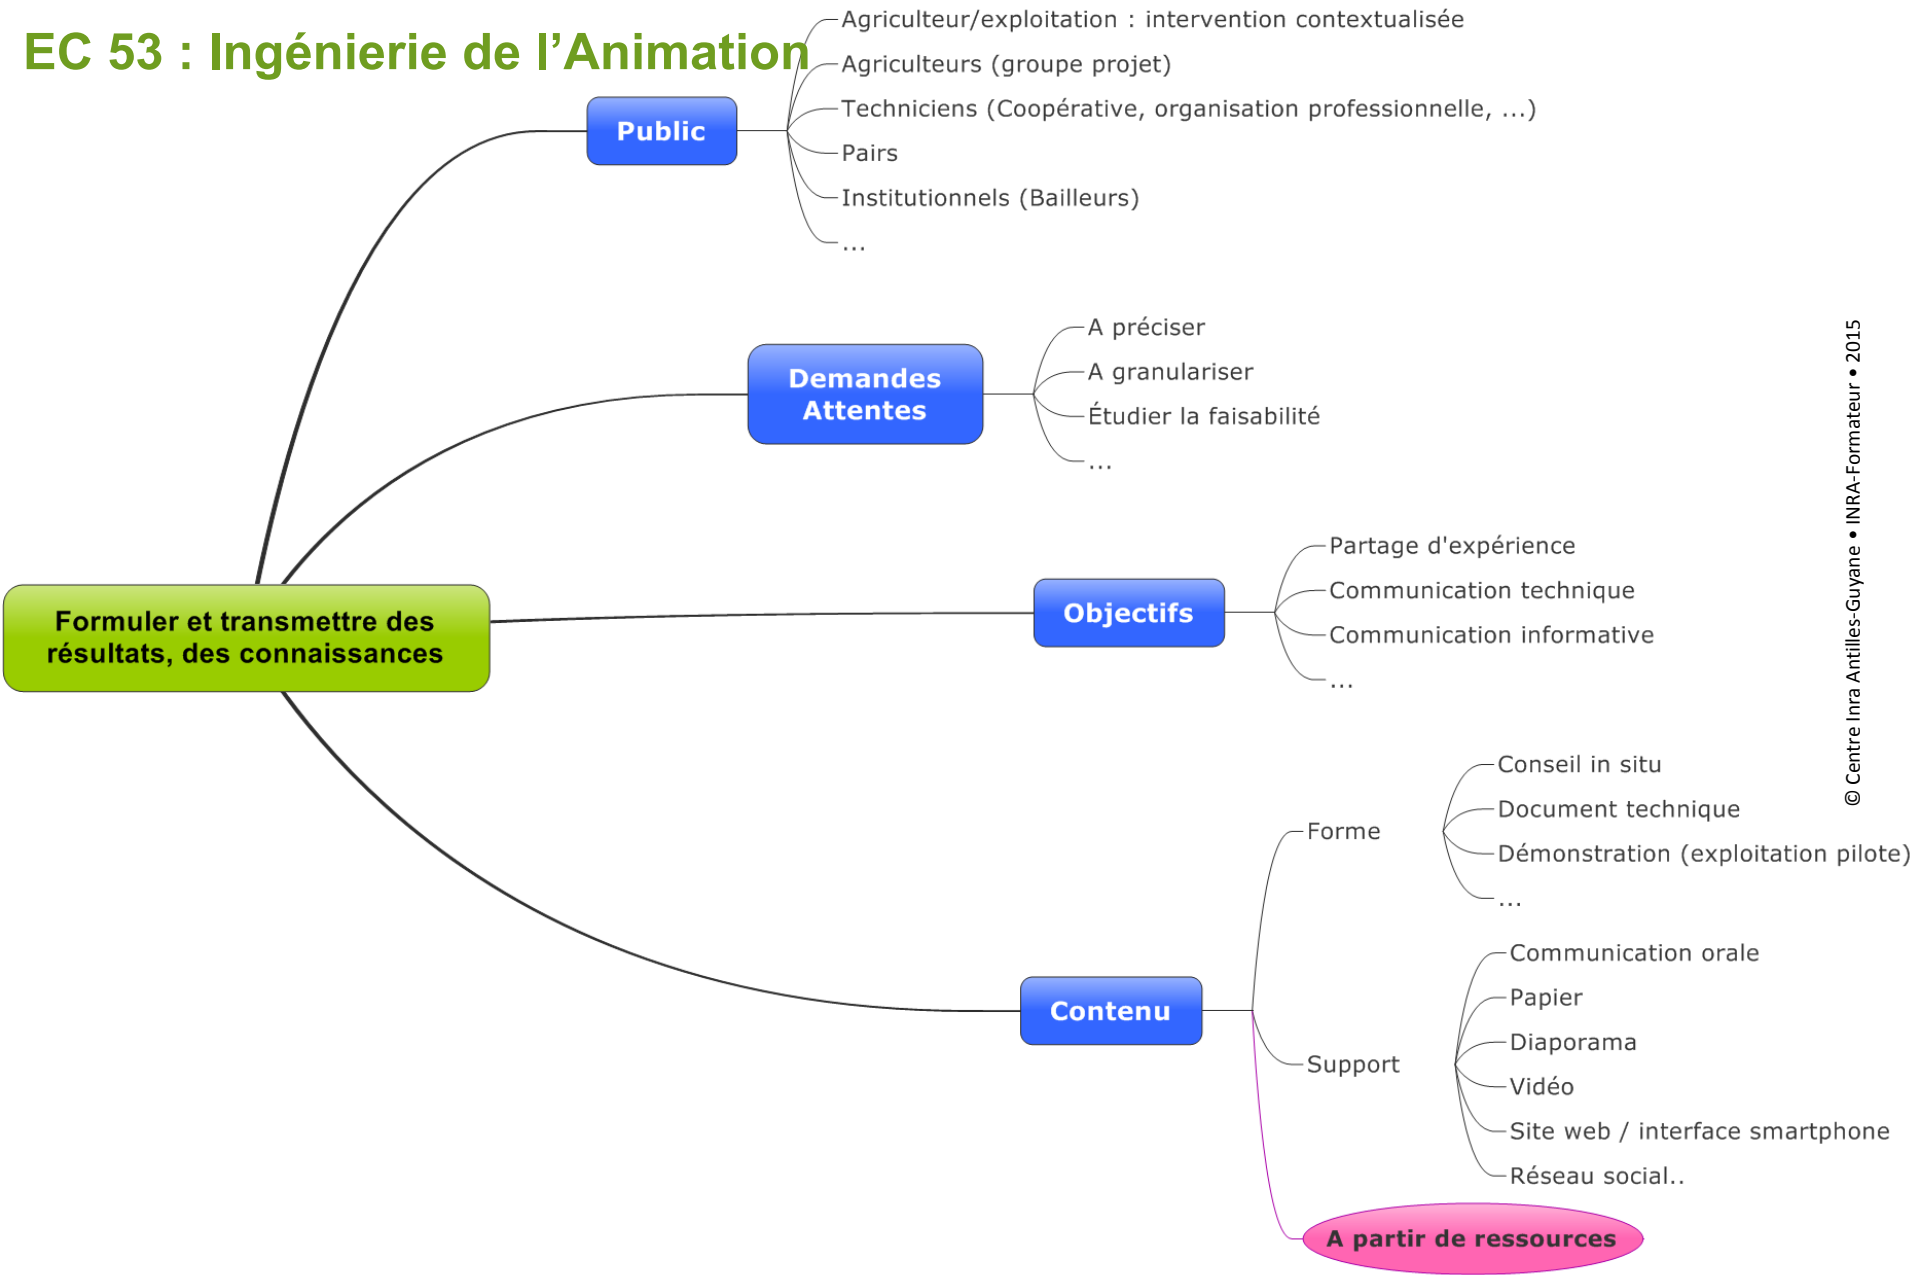 EC 53 : Ingénierie de l’Animation
Public
Agriculteur/exploitation : intervention contextualisée
Agriculteurs (groupe projet)
Techniciens (Coopérative, organisation professionnelle, ...)
Pairs
Institutionnels (Bailleurs)
...
Demandes
Attentes
A préciser
A granulariser
Étudier la faisabilité
...
Formuler et transmettre des
résultats, des connaissances
Objectifs
Partage d'expérience
Communication technique
Communication informative
...
Contenu
Forme
Conseil in situ
Document technique
Démonstration (exploitation pilote)
...
Support
Communication orale
Papier
Diaporama
Vidéo
Site web / interface smartphone
Réseau social..
A partir de ressources
© Centre Inra Antilles-Guyane • INRA-Formateur • 2015